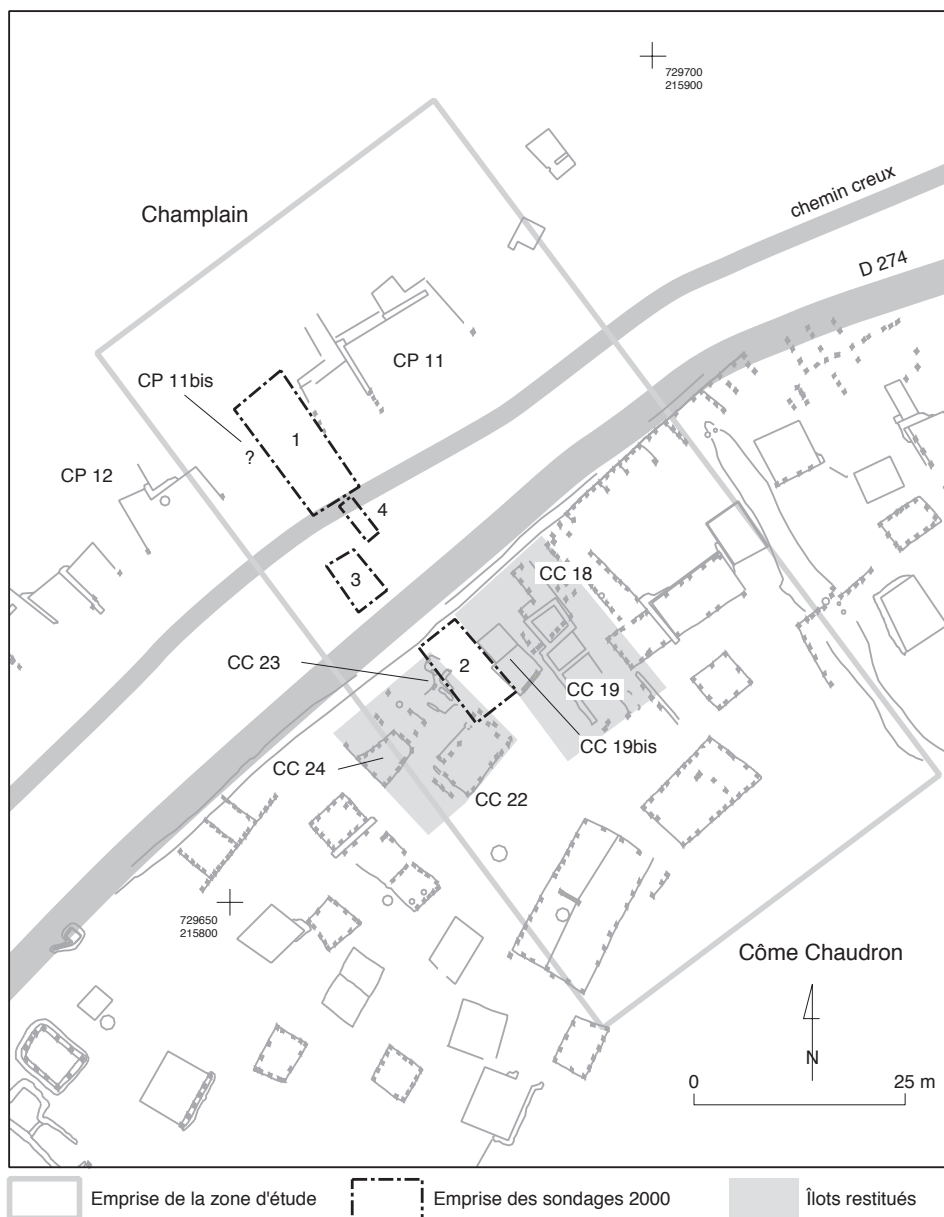 729700
215900
chemin creux
Champlain
D 274
CP 11
CP 11bis
1
?
CP 12
4
3
CC 18
CC 23
2
CC 19
CC 19bis
CC 24
CC 22
729650
215800
Côme Chaudron
N
0 25 m
Emprise de la zone d'étude Emprise des sondages 2000 Îlots restitués